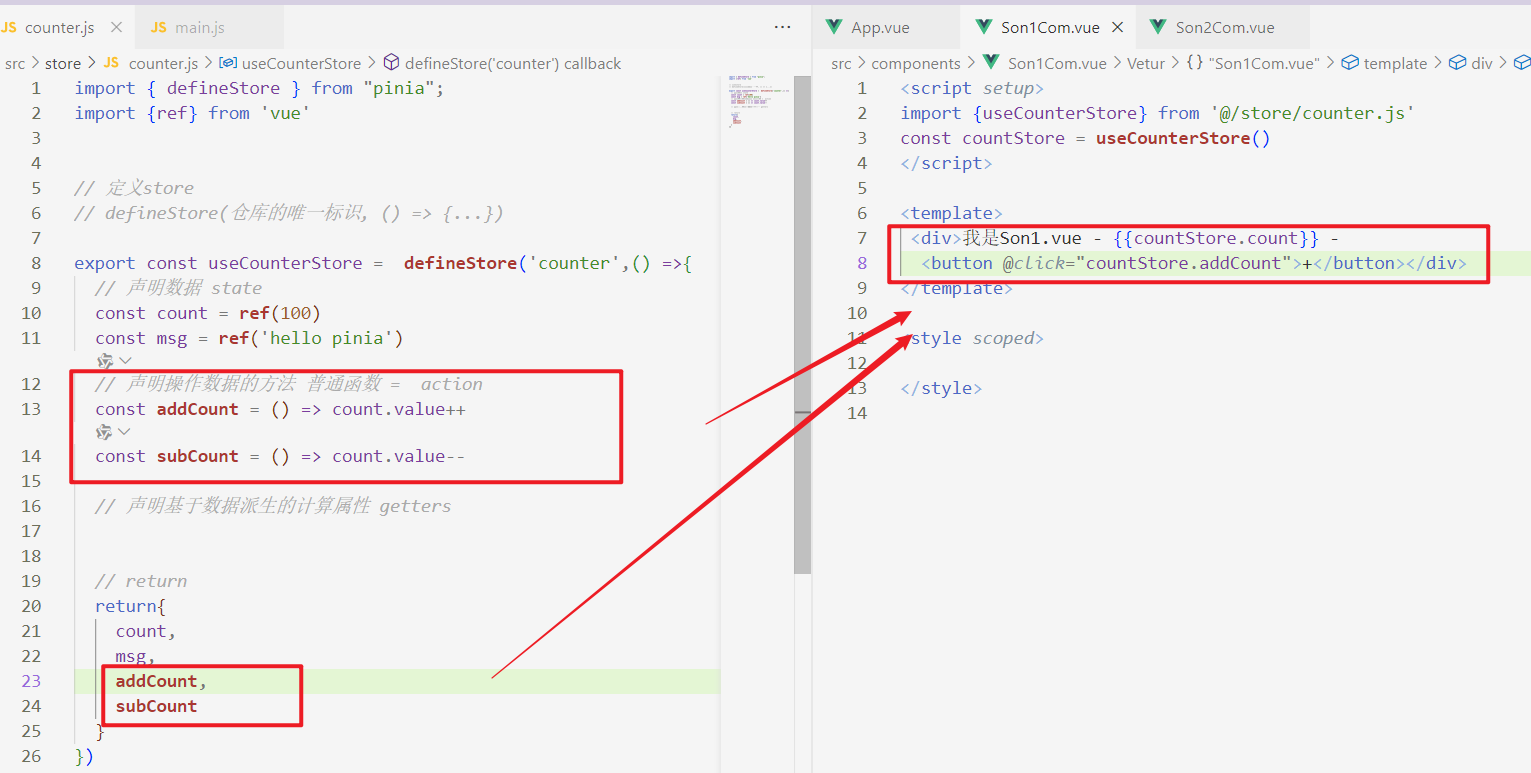 JS counter.js × JS main.js ···
src > store > JS counter.js > useCounterStore > defineStore('counter') callback
1 import { defineStore } from "pinia";
2 import {ref} from 'vue'
3
4
5 // 定义store
6 // defineStore(仓库的唯一标识, () => {...})
7
8 export const useCounterStore = defineStore('counter',() =>{
9 // 声明数据 state
10 const count = ref(100)
11 const msg = ref('hello pinia')
12 // 声明操作数据的方法 普通函数 = action
13 const addCount = () => count.value++
14 const subCount = () => count.value--
15
16 // 声明基于数据派生的计算属性 getters
17
18
19 // return
20 return{
21 count,
22 msg,
23 addCount,
24 subCount
25 }
26 })
App.vue Son1Com.vue × Son2Com.vue
src > components > Son1Com.vue > Vetur > {} "Son1Com.vue" > template > div >
1 <script setup>
2 import {useCounterStore} from '@/store/counter.js'
3 const countStore = useCounterStore()
4 </script>
5
6 <template>
7 <div>我是Son1.vue - {{countStore.count}} -
8 <button @click="countStore.addCount">+</button></div>
9 </template>
10
11 style scoped>
12
13 </style>
14